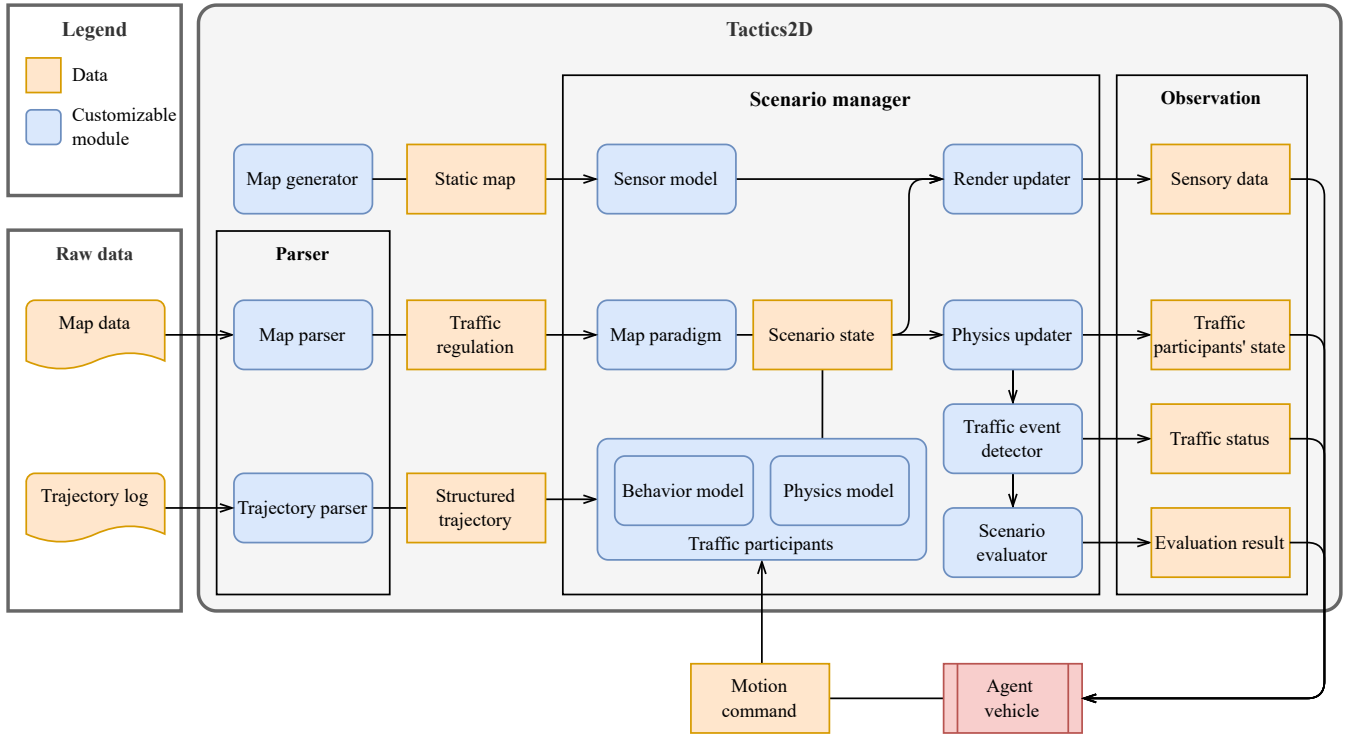 Legend
Data
Customizable
module
Raw data
Map data
Trajectory log
Tactics2D
Map generator
Static map
Parser
Map parser
Traffic
regulation
Trajectory parser
Structured
trajectory
Scenario manager
Sensor model
Render updater
Map paradigm
Scenario state
Physics updater
Traffic event
detector
Behavior model
Physics model
Traffic participants
Scenario
evaluator
Observation
Sensory data
Traffic
participants' state
Traffic status
Evaluation result
Motion
command
Agent
vehicle